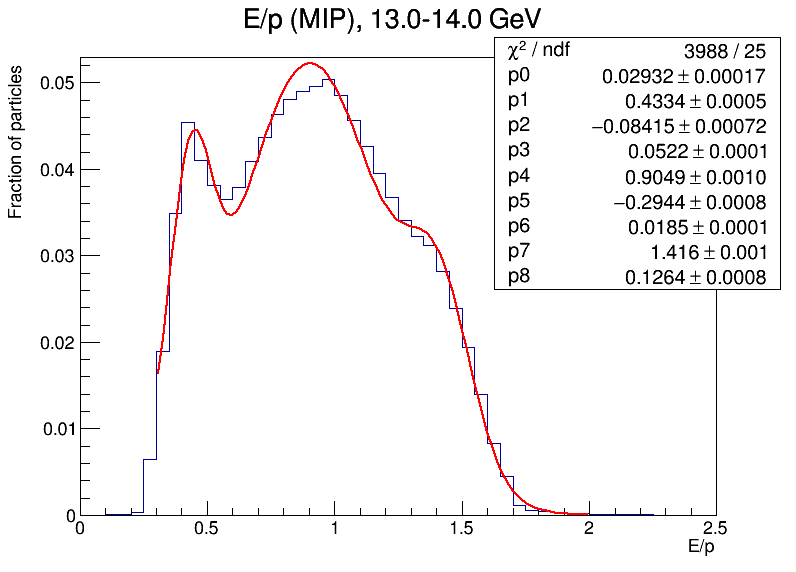 E/p (MIP), 13.0-14.0 GeV
χ² / ndf 3988 / 25
p0 0.02932 ± 0.00017
p1 0.4334 ± 0.0005
p2 −0.08415 ± 0.00072
p3 0.0522 ± 0.0001
p4 0.9049 ± 0.0010
p5 −0.2944 ± 0.0008
p6 0.0185 ± 0.0001
p7 1.416 ± 0.001
p8 0.1264 ± 0.0008
Fraction of particles
0.05
0.04
0.03
0.02
0.01
0
0 0.5 1 1.5 2 2.5
E/p